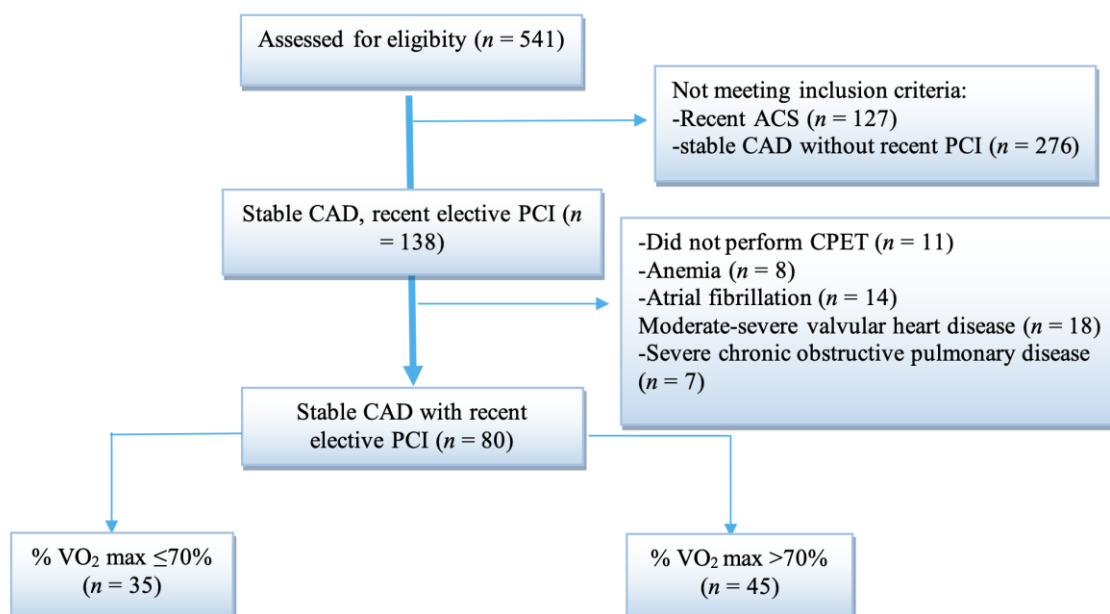 Assessed for eligibity (n = 541)
Not meeting inclusion criteria:
-Recent ACS (n = 127)
-stable CAD without recent PCI (n = 276)
Stable CAD, recent elective PCI (n
= 138)
-Did not perform CPET (n = 11)
-Anemia (n = 8)
-Atrial fibrillation (n = 14)
Moderate-severe valvular heart disease (n = 18)
-Severe chronic obstructive pulmonary disease
(n = 7)
Stable CAD with recent
elective PCI (n = 80)
% VO₂ max ≤70%
(n = 35)
% VO₂ max >70%
(n = 45)